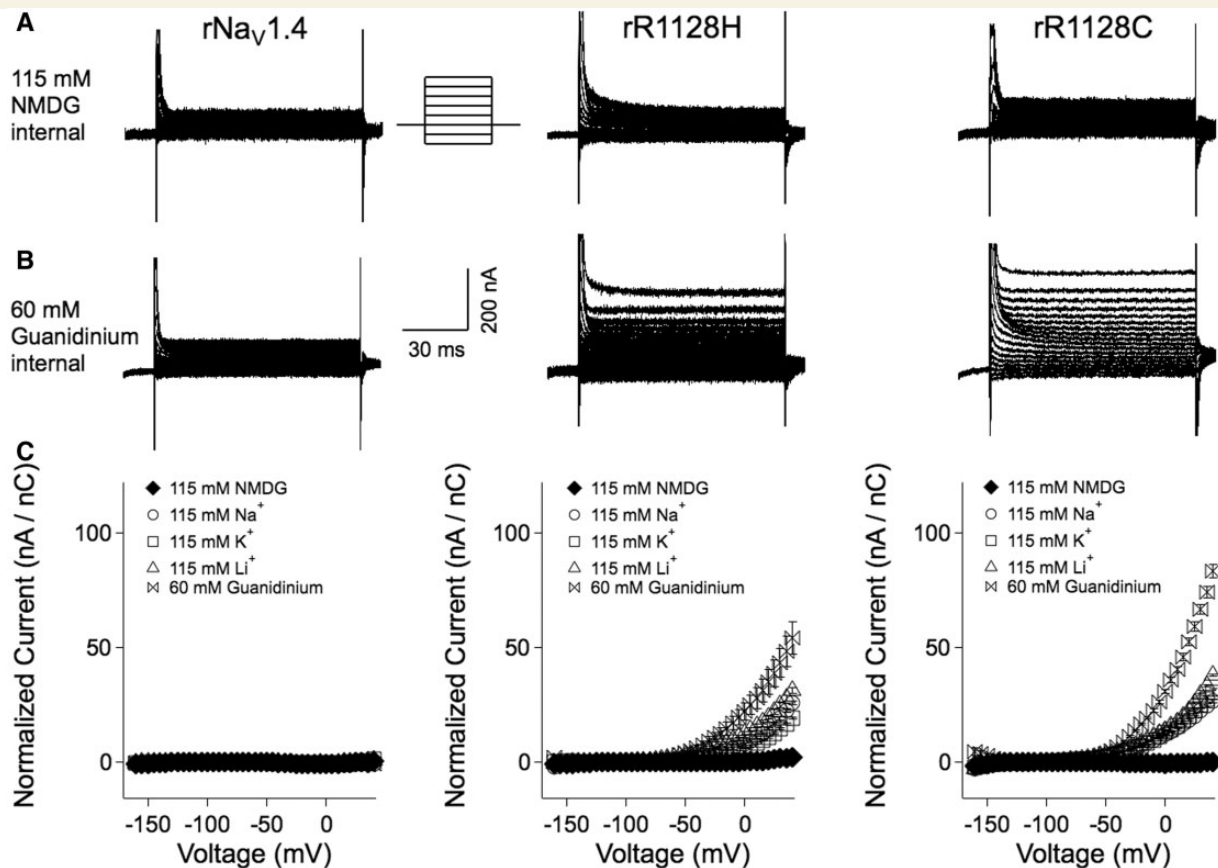 A
rNaV1.4
rR1128H
rR1128C
115 mM
NMDG
internal
B
60 mM
Guanidinium
internal
200 nA
30 ms
C
Normalized Current (nA / nC)
100
50
0
◆ 115 mM NMDG
○ 115 mM Na+
□ 115 mM K+
△ 115 mM Li+
⋈ 60 mM Guanidinium
-150 -100 -50 0
Voltage (mV)
Normalized Current (nA / nC)
100
50
0
◆ 115 mM NMDG
○ 115 mM Na+
□ 115 mM K+
△ 115 mM Li+
⋈ 60 mM Guanidinium
-150 -100 -50 0
Voltage (mV)
Normalized Current (nA / nC)
100
50
0
◆ 115 mM NMDG
○ 115 mM Na+
□ 115 mM K+
△ 115 mM Li+
⋈ 60 mM Guanidinium
-150 -100 -50 0
Voltage (mV)